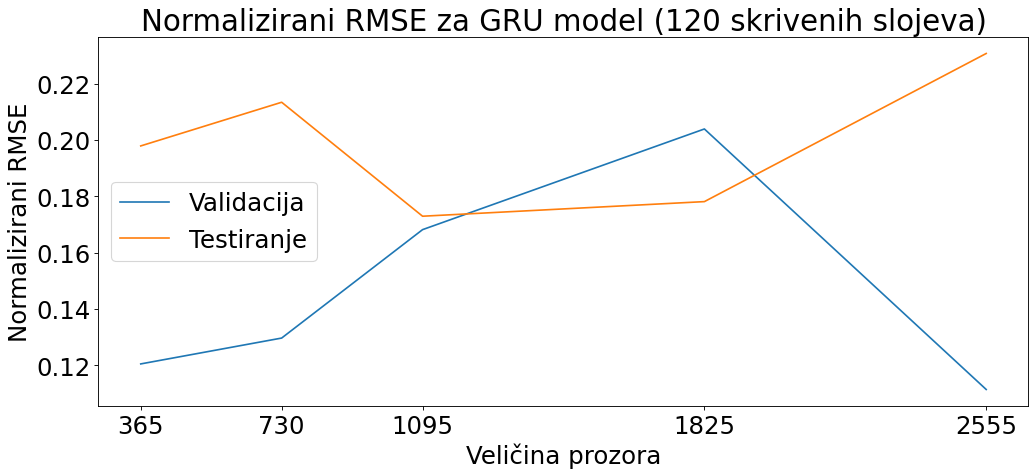 Normalizirani RMSE za GRU model (120 skrivenih slojeva)
Normalizirani RMSE
0.22
0.20
0.18
0.16
0.14
0.12
Validacija
Testiranje
365 730 1095 1825 2555
Veličina prozora